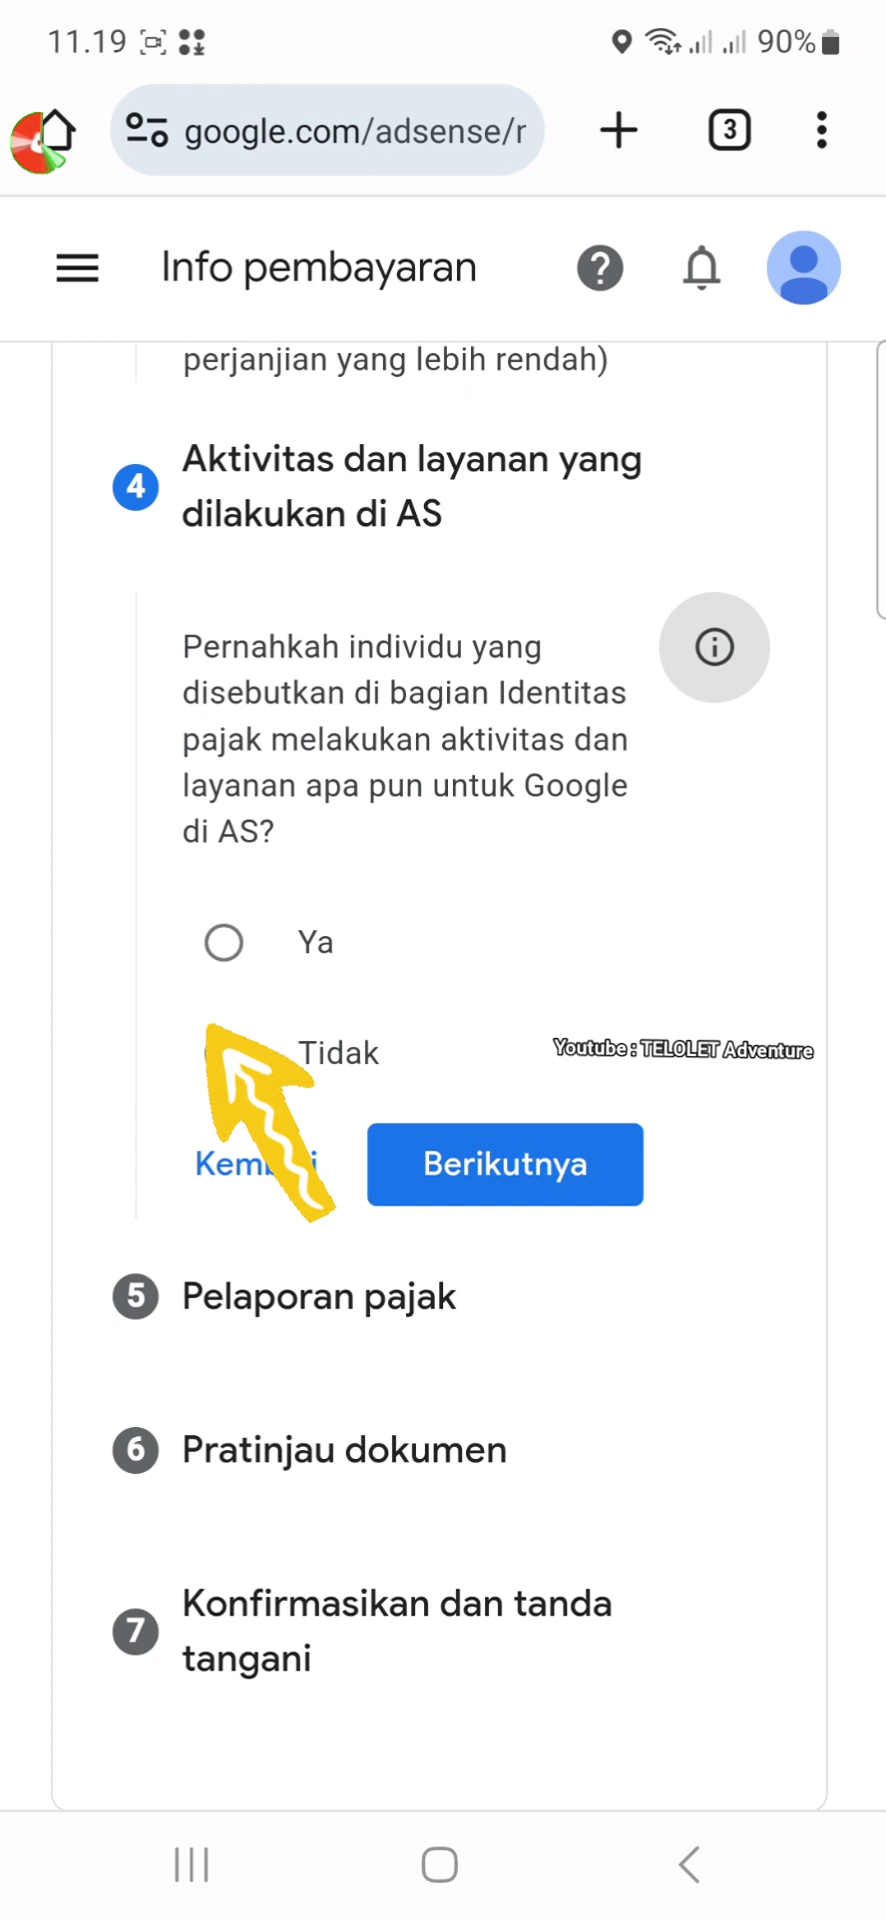 11.19
90%
google.com/adsense/r
3
Info pembayaran
perjanjian yang lebih rendah)
4
Aktivitas dan layanan yang
dilakukan di AS
Pernahkah individu yang
disebutkan di bagian Identitas
pajak melakukan aktivitas dan
layanan apa pun untuk Google
di AS?
Ya
Tidak
Youtube : TELOLET Adventure
Berikutnya
5 Pelaporan pajak
6 Pratinjau dokumen
7
Konfirmasikan dan tanda
tangani